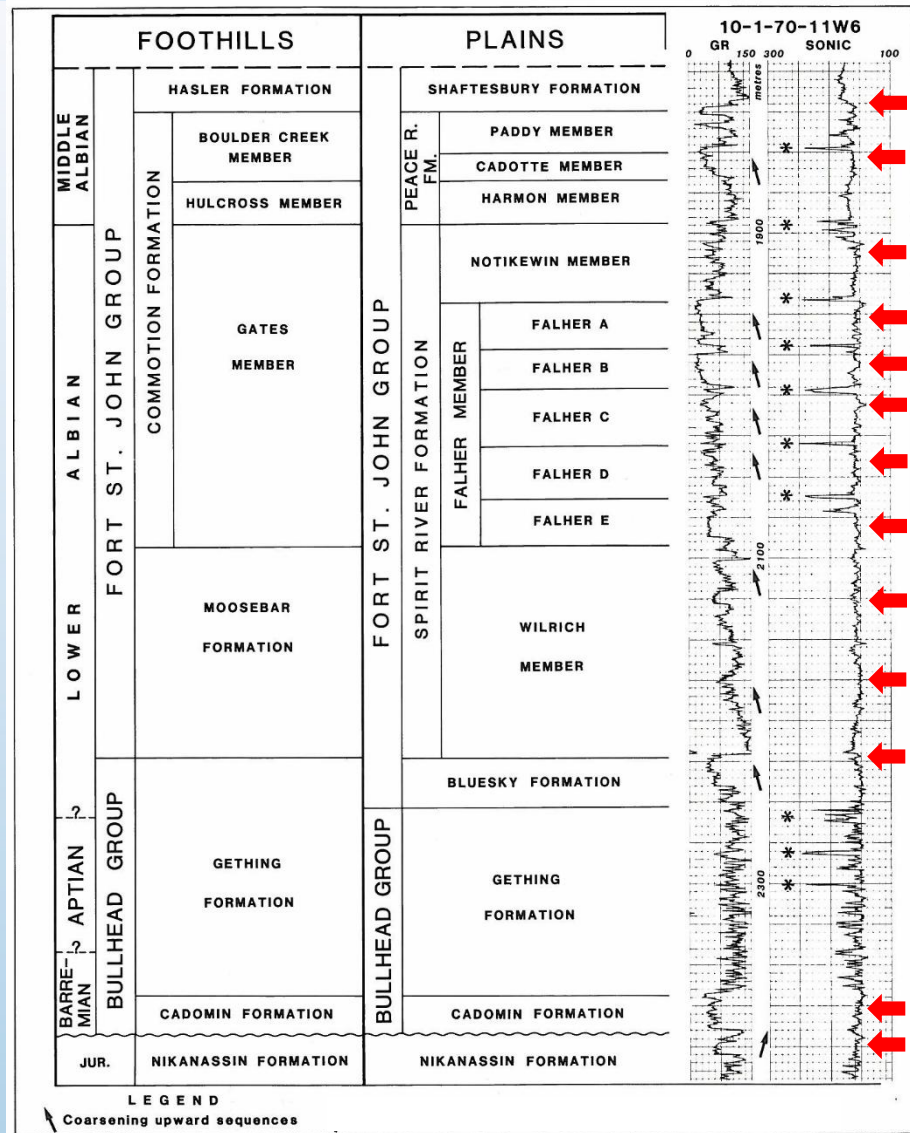 FOOTHILLS
PLAINS
10-1-70-11W6
GR
SONIC
0
150
300
100
metres
MIDDLE
ALBIAN
HASLER FORMATION
SHAFTESBURY FORMATION
BOULDER CREEK
MEMBER
PEACE R.
FM.
PADDY MEMBER
*
CADOTTE MEMBER
HULCROSS MEMBER
HARMON MEMBER
*
1900
LOWER ALBIAN
FORT ST. JOHN GROUP
COMMOTION FORMATION
GATES
MEMBER
FORT ST. JOHN GROUP
SPIRIT RIVER FORMATION
NOTIKEWIN MEMBER
*
FALHER MEMBER
FALHER A
*
FALHER B
*
FALHER C
*
FALHER D
*
FALHER E
2100
MOOSEBAR
FORMATION
WILRICH
MEMBER
BLUESKY FORMATION
?
APTIAN
?
BULLHEAD GROUP
GETHING
FORMATION
BULLHEAD GROUP
GETHING
FORMATION
*
*
*
2300
BARRE-
MIAN
CADOMIN FORMATION
CADOMIN FORMATION
JUR.
NIKANASSIN FORMATION
NIKANASSIN FORMATION
LEGEND
Coarsening upward sequences